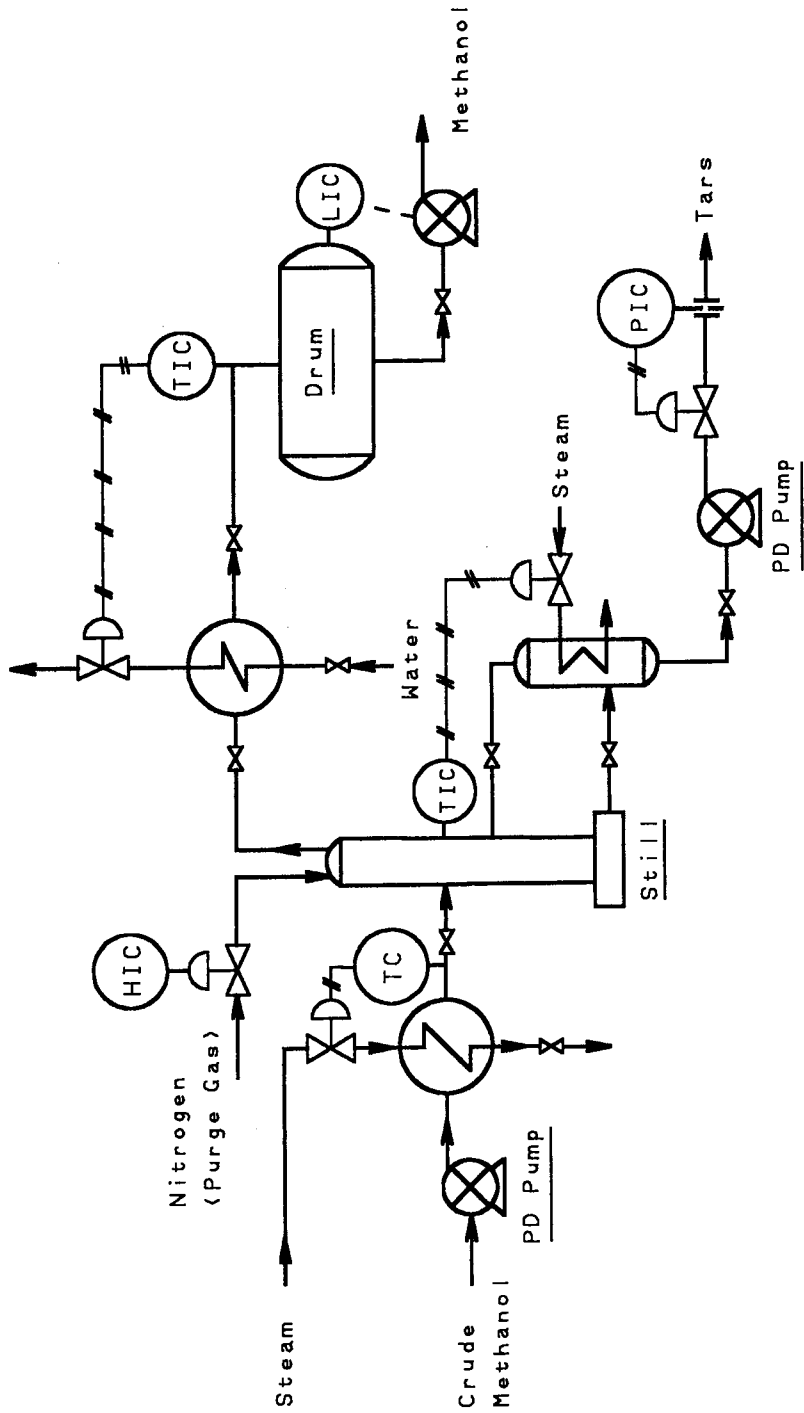 HIC
Nitrogen
(Purge Gas)
Steam
TC
Crude
Methanol
PD Pump
TIC
Water
Still
Steam
TIC
Drum
LIC
Methanol
PIC
Tars
PD Pump